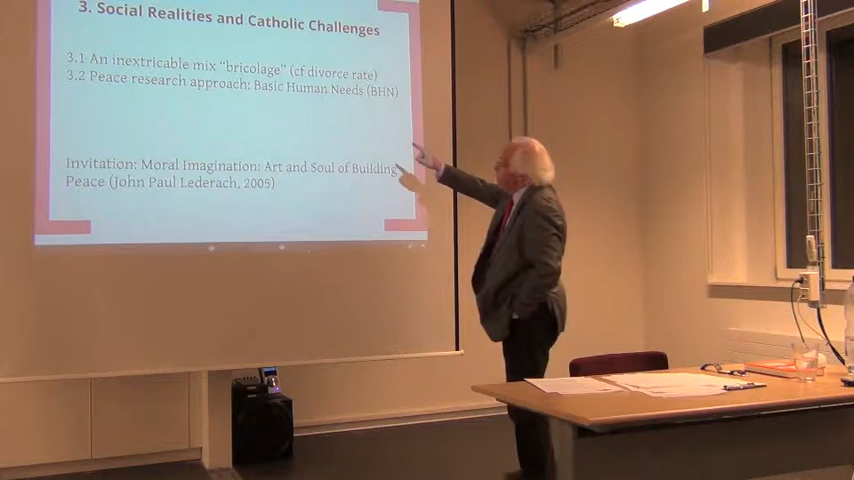 3. Social Realities and Catholic Challenges
3.1 An inextricable mix “bricolage” (cf divorce rate)
3.2 Peace research approach: Basic Human Needs (BHN)
Invitation: Moral Imagination: Art and Soul of Building
Peace (John Paul Lederach, 2005)